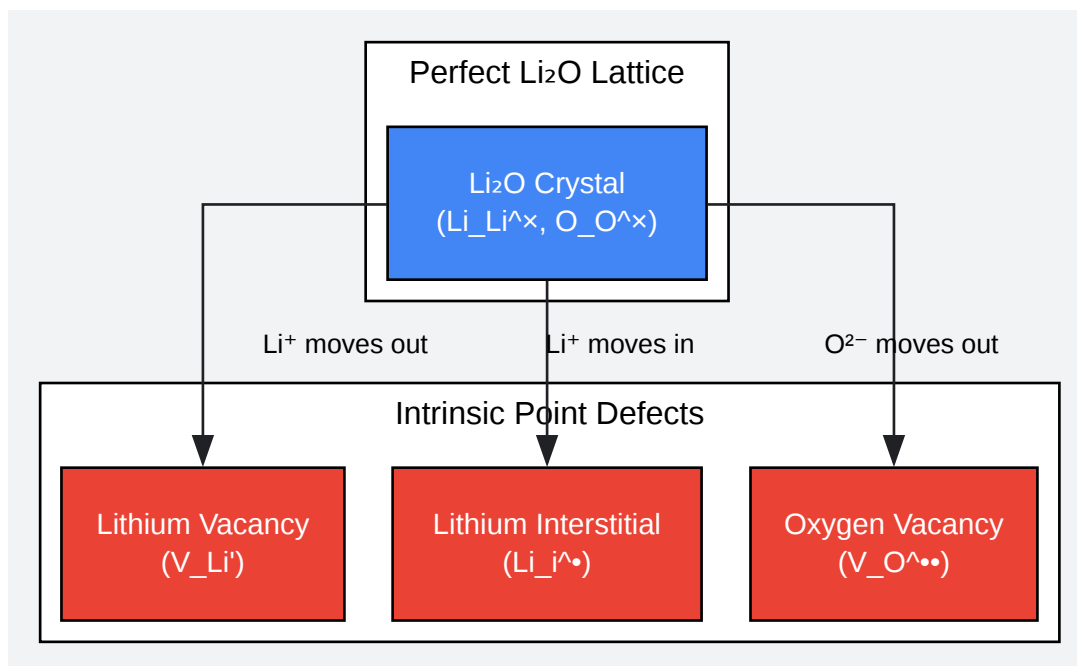 Perfect Li₂O Lattice
Li₂O Crystal
(Li_Li^×, O_O^×)
Li⁺ moves out
Li⁺ moves in
O²⁻ moves out
Intrinsic Point Defects
Lithium Vacancy
(V_Li')
Lithium Interstitial
(Li_i^•)
Oxygen Vacancy
(V_O^••)